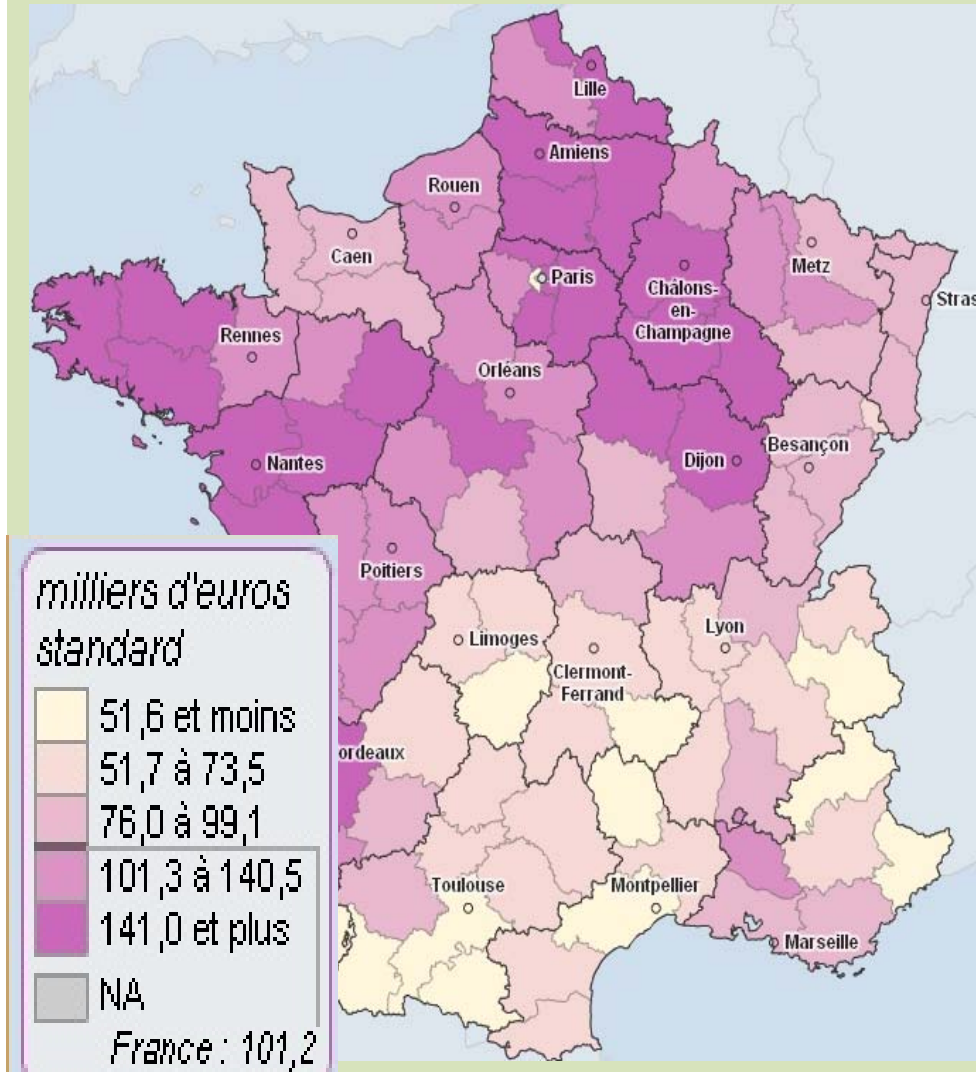 Lille
Amiens
Rouen
Caen
Paris
Metz
Châlons-
en-
Champagne
Stras
Rennes
Orléans
Nantes
Dijon
Besançon
Poitiers
Limoges
Lyon
Clermont-
Ferrand
ordeaux
Toulouse
Montpellier
Marseille
milliers d'euros
standard
51,6 et moins
51,7 à 73,5
76,0 à 99,1
101,3 à 140,5
141,0 et plus
NA
France : 101,2